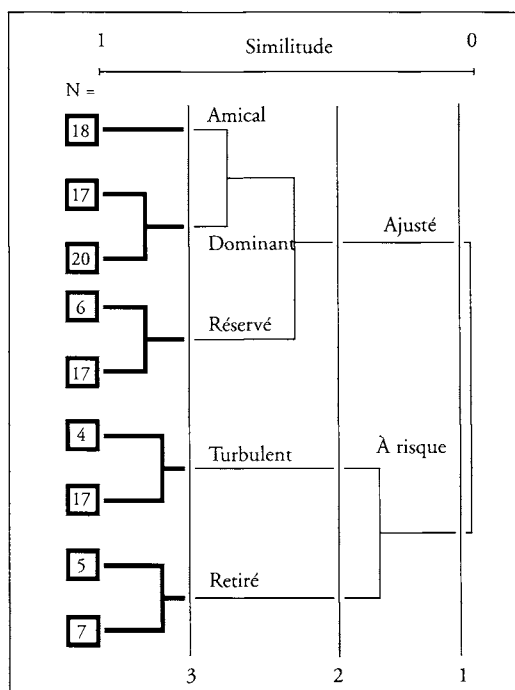 1 Similitude 0
N =
Amical
18
17
Dominant Ajusté
20
6
Réservé
17
4
À risque
Turbulent
17
5
Retiré
7
3 2 1